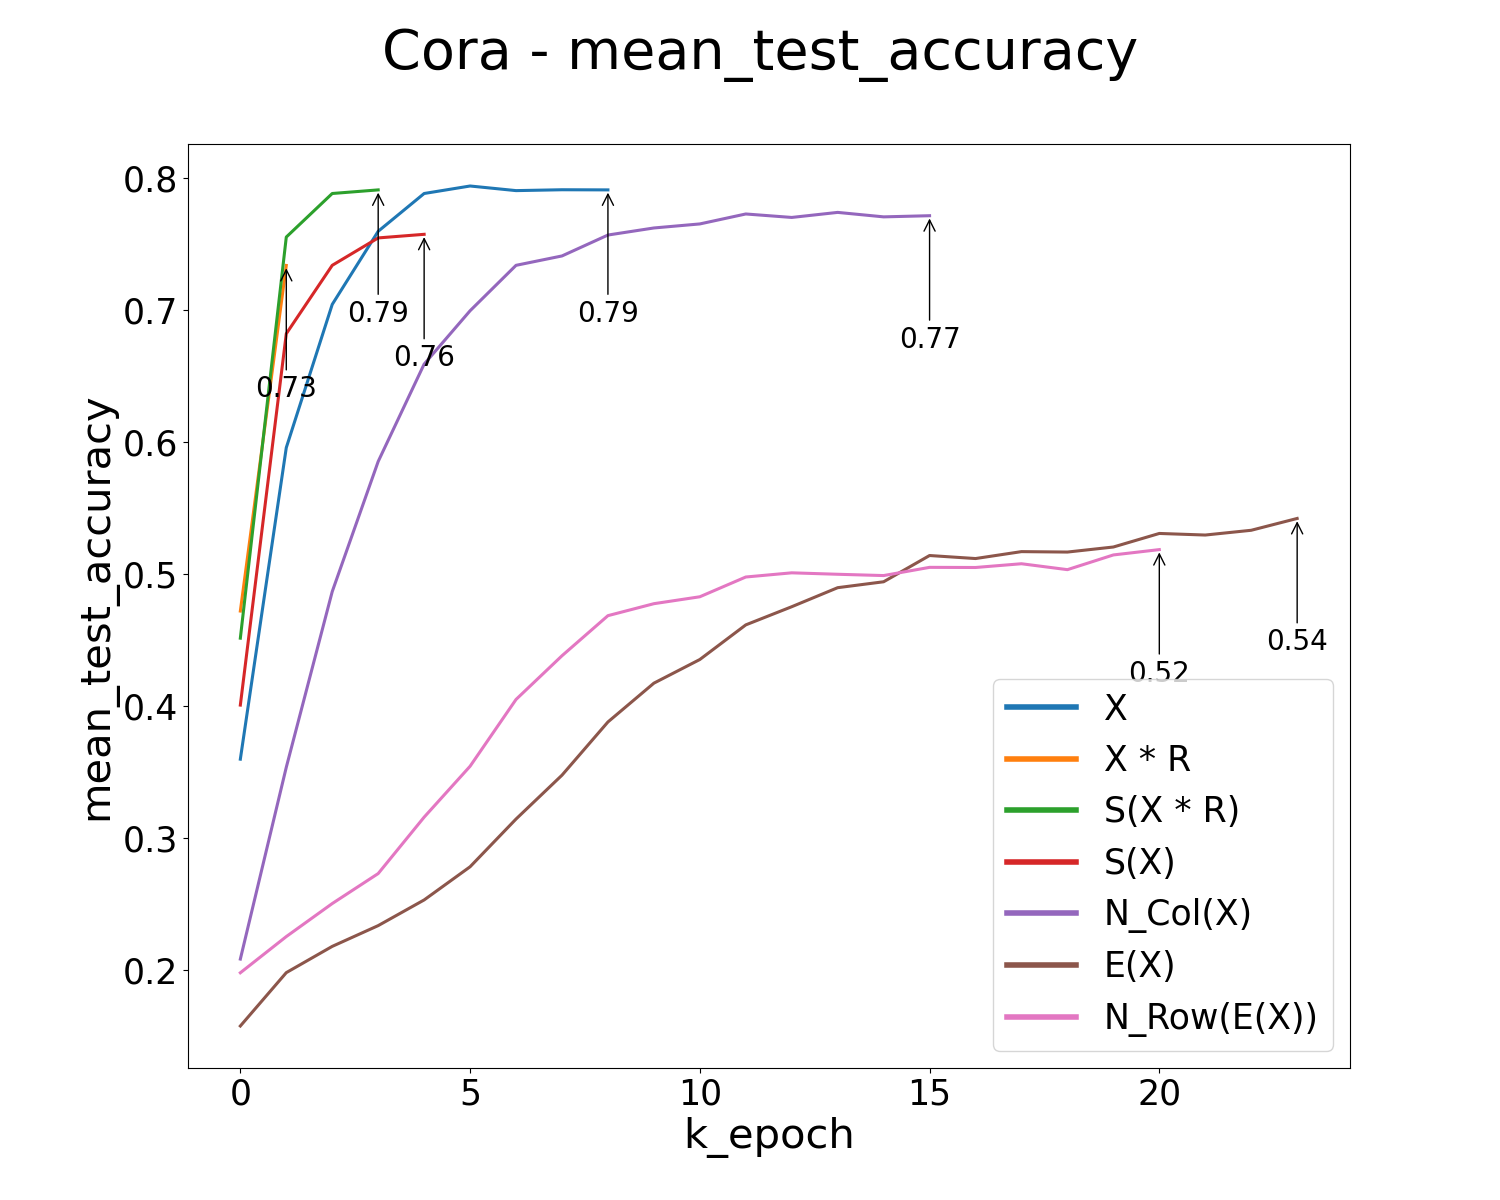 Cora - mean_test_accuracy
mean_test_accuracy
0.8
0.7
0.6
0.5
0.4
0.3
0.2
0.79
0.79
0.77
0.76
0.73
0.54
0.52
X
X * R
S(X * R)
S(X)
N_Col(X)
E(X)
N_Row(E(X))
0 5 10 15 20
k_epoch